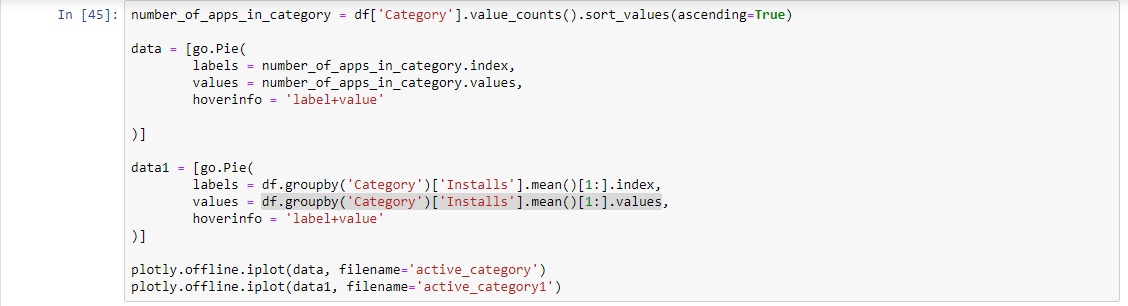 In [45]: number_of_apps_in_category = df['Category'].value_counts().sort_values(ascending=True)
data = [go.Pie(
labels = number_of_apps_in_category.index,
values = number_of_apps_in_category.values,
hoverinfo = 'label+value'
)]
data1 = [go.Pie(
labels = df.groupby('Category')['Installs'].mean()[1:].index,
values = df.groupby('Category')['Installs'].mean()[1:].values,
hoverinfo = 'label+value'
)]
plotly.offline.iplot(data, filename='active_category')
plotly.offline.iplot(data1, filename='active_category1')